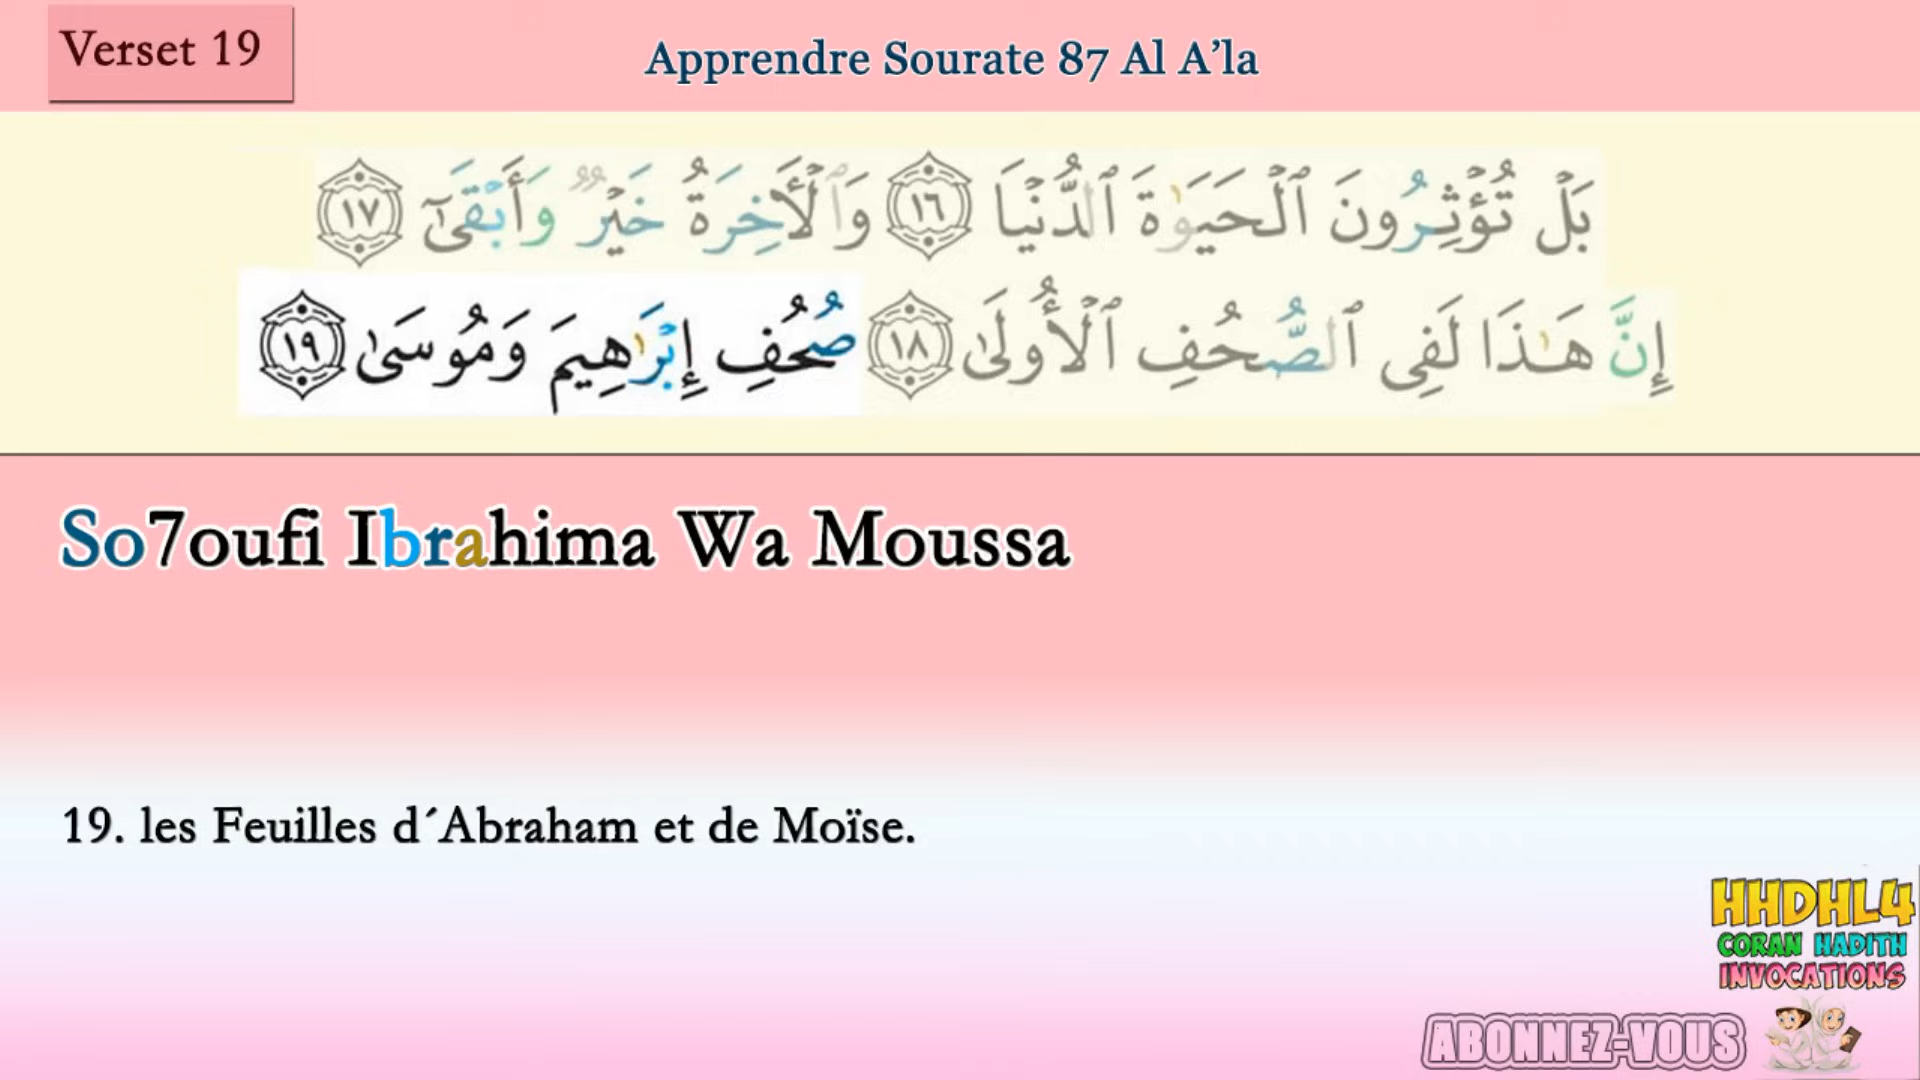 Verset 19
Apprendre Sourate 87 Al A’la
بَلْ تُؤْثِرُونَ ٱلْحَيَوٰةَ ٱلدُّنْيَا ١٦ وَٱلْأَخِرَةُ خَيْرٌ وَأَبْقَىٰٓ ١٧
إِنَّ هَـٰذَا لَفِى ٱلصُّحُفِ ٱلْأُولَىٰ ١٨ صُحُفِ إِبْرَٰهِيمَ وَمُوسَىٰ ١٩
So7oufi Ibrahima Wa Moussa
19. les Feuilles d´Abraham et de Moïse.
HHDHL4
CORAN HADITH
INVOCATIONS
ABONNEZ-VOUS